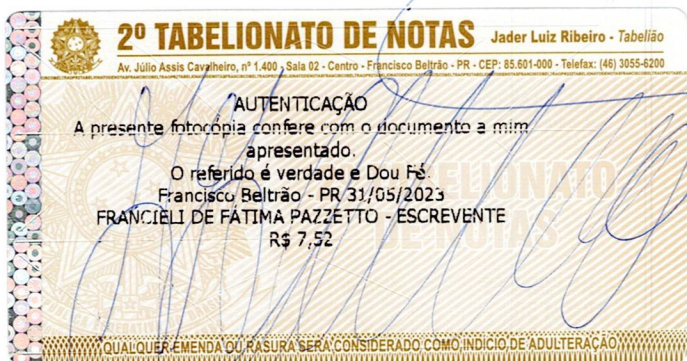 2º TABELIONATO DE NOTAS Jader Luiz Ribeiro - Tabelião
Av. Júlio Assis Cavalheiro, nº 1.400 - Sala 02 - Centro - Francisco Beltrão - PR - CEP: 85.601-000 - Telefax: (46) 3055-6200
AUTENTICAÇÃO
A presente fotocópia confere com o documento a mim
apresentado.
O referido é verdade e Dou Fé.
Francisco Beltrão - PR 31/05/2023
FRANCIELI DE FÁTIMA PAZZETTO - ESCREVENTE
R$ 7,52
TABELIONATO
DE NOTAS
QUALQUER EMENDA OU RASURA SERÁ CONSIDERADO COMO INDÍCIO DE ADULTERAÇÃO